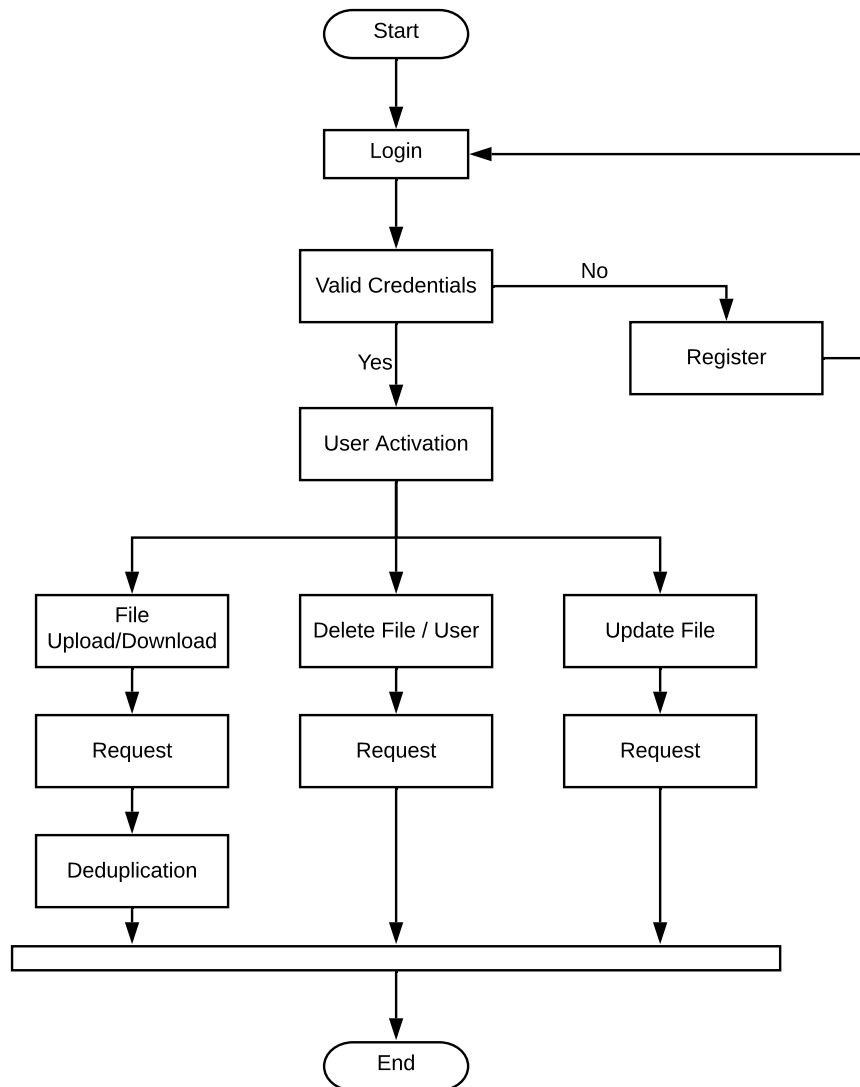 Start
Login
Valid Credentials
No
Register
Yes
User Activation
File
Upload/Download
Delete File / User
Update File
Request
Request
Request
Deduplication
End